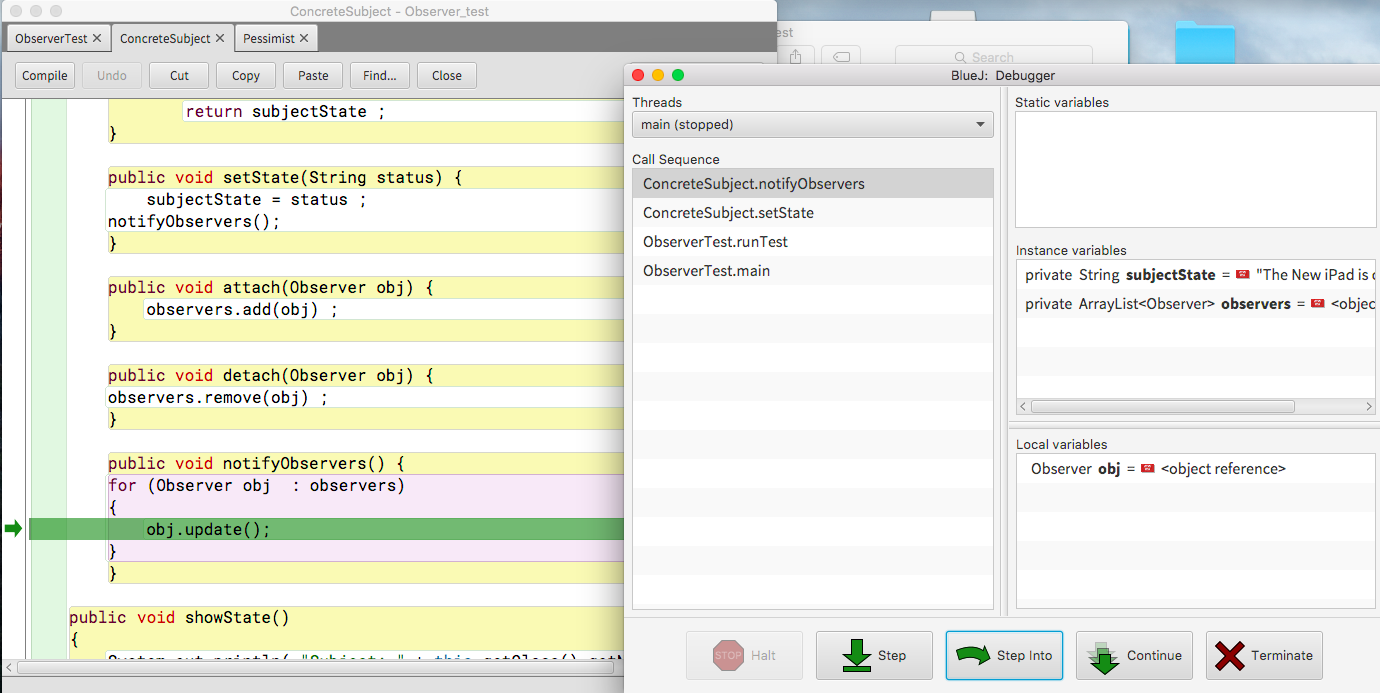 ConcreteSubject - Observer_test
ObserverTest ConcreteSubject Pessimist
Compile Undo Cut Copy Paste Find... Close
return subjectState ;
}
public void setState(String status) {
subjectState = status ;
notifyObservers();
}
public void attach(Observer obj) {
observers.add(obj) ;
}
public void detach(Observer obj) {
observers.remove(obj) ;
}
public void notifyObservers() {
for (Observer obj : observers)
{
obj.update();
}
}
public void showState()
{
est
Search
BlueJ: Debugger
Threads
main (stopped)
Call Sequence
ConcreteSubject.notifyObservers
ConcreteSubject.setState
ObserverTest.runTest
ObserverTest.main
Static variables
Instance variables
private String subjectState = "The New iPad is
private ArrayList<Observer> observers = <objec
Local variables
Observer obj = <object reference>
STOP Halt Step Step Into Continue Terminate